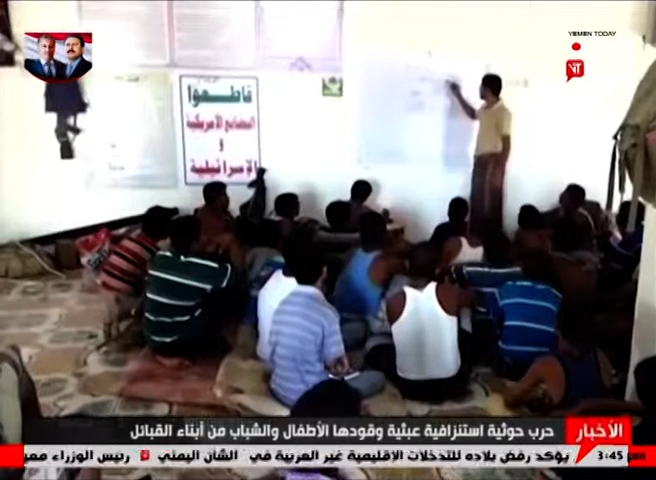 YEMEN TODAY
YT
قاطعوا
البضائع الأمريكية
و
الإسرائيلية
حرب حوثية استنزافية عبثية وقودها الأطفال والشباب من أبناء القبائل
الأخبار
3:45
يؤكد رفض بلاده للتدخلات الإقليمية غير العربية في الشأن اليمني
رئيس الوزراء